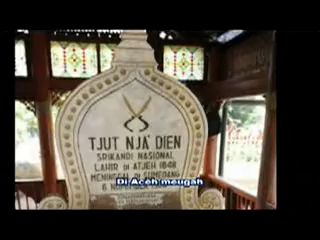 TJUT NJA' DIEN
SRIKANDI NASIONAL
LAHIR DI ATJEH 1848
MENINGGAL DI SUMEDANG
Di Aceh meugah